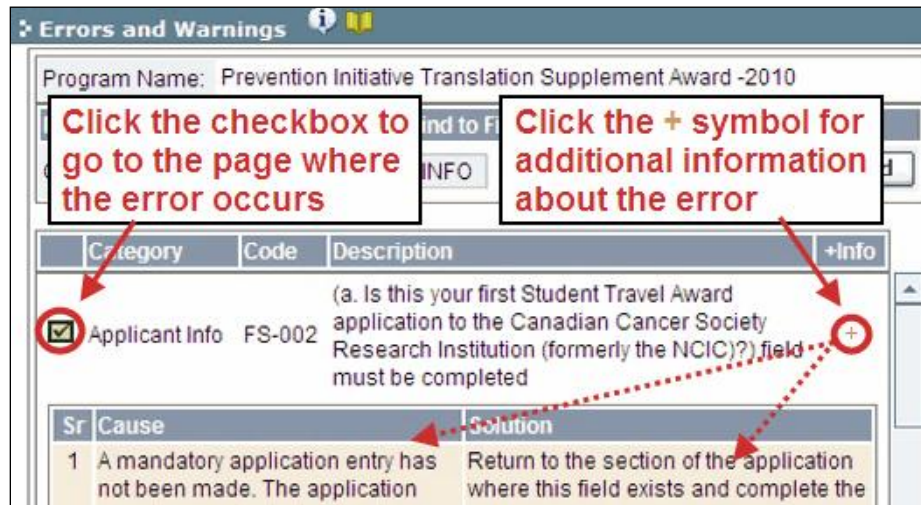 Errors and Warnings
Program Name: Prevention Initiative Translation Supplement Award -2010
Click the checkbox to
go to the page where
the error occurs
ind to Fi
NFO
Click the + symbol for
additional information
about the error
d
Category Code Description +Info
Applicant Info FS-002 (a. Is this your first Student Travel Award
application to the Canadian Cancer Society
Research Institution (formerly the NCIC)?) field
must be completed
+
Sr Cause Solution
1 A mandatory application entry has Return to the section of the application
not been made. The application where this field exists and complete the